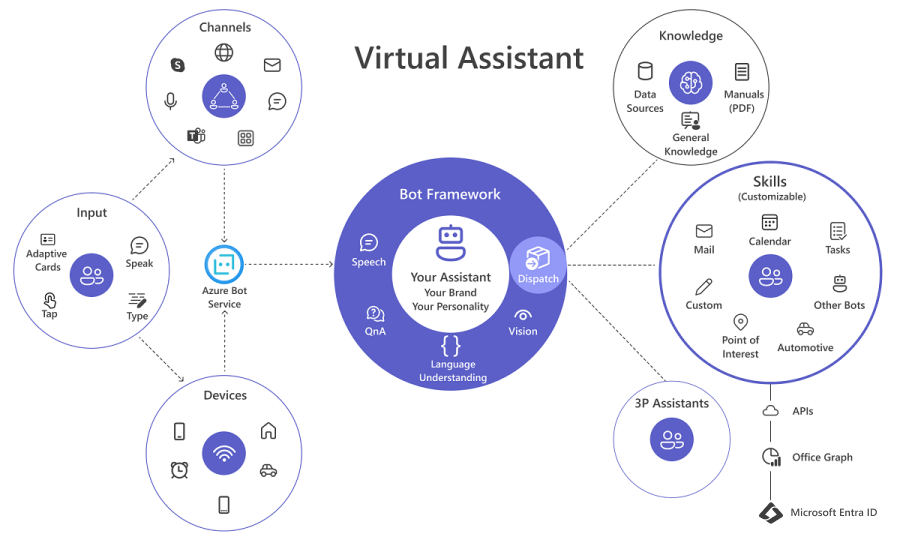 Virtual Assistant
Channels
S
T
Input
Adaptive
Cards
Speak
Tap
Type
Azure Bot
Service
Devices
Bot Framework
Speech
Your Assistant
Your Brand
Your Personality
Dispatch
QnA
Vision
{ }
Language
Understanding
Knowledge
Data
Sources
Manuals
(PDF)
General
Knowledge
Skills
(Customizable)
Mail
Calendar
Tasks
Custom
Other Bots
Point of
Interest
Automotive
3P Assistants
APIs
Office Graph
Microsoft Entra ID